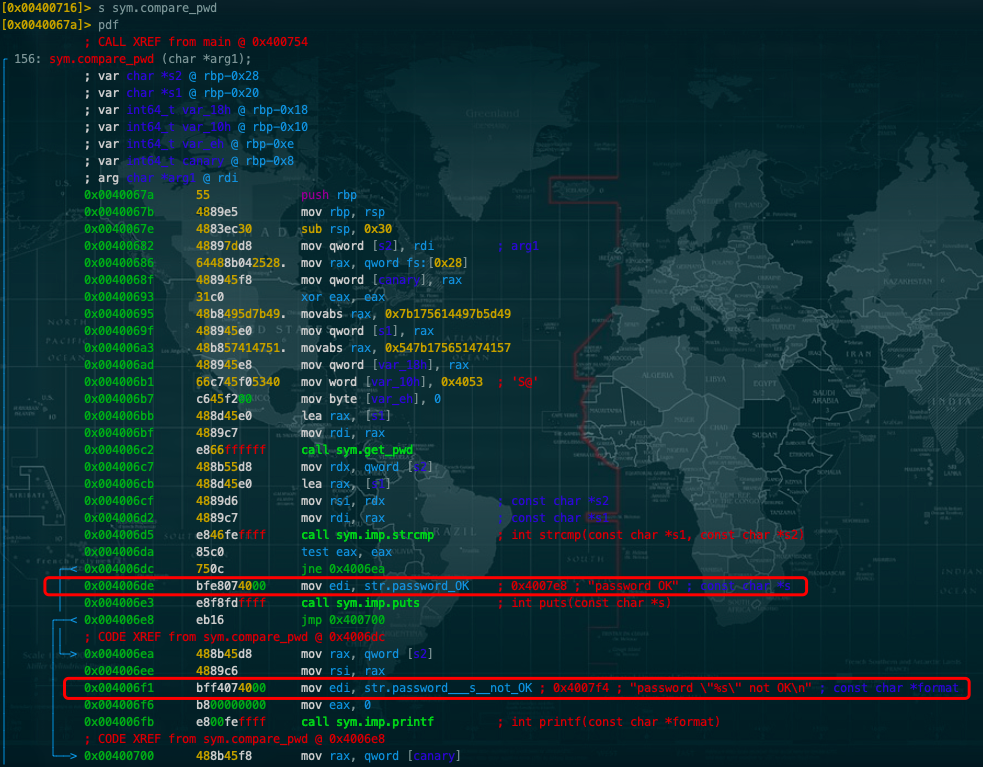 [0x00400716]> s sym.compare_pwd
[0x0040067a]> pdf
; CALL XREF from main @ 0x400754
156: sym.compare_pwd (char *arg1);
; var char *s2 @ rbp-0x28
; var char *s1 @ rbp-0x20
; var int64_t var_18h @ rbp-0x18
; var int64_t var_10h @ rbp-0x10
; var int64_t var_eh @ rbp-0xe
; var int64_t canary @ rbp-0x8
; arg char *arg1 @ rdi
0x0040067a 55 push rbp
0x0040067b 4889e5 mov rbp, rsp
0x0040067e 4883ec30 sub rsp, 0x30
0x00400682 48897dd8 mov qword [s2], rdi ; arg1
0x00400686 64488b042528. mov rax, qword fs:[0x28]
0x0040068f 488945f8 mov qword [canary], rax
0x00400693 31c0 xor eax, eax
0x00400695 48b8495d7b49. movabs rax, 0x7b175614497b5d49
0x0040069f 488945e0 mov qword [s1], rax
0x004006a3 48b857414751. movabs rax, 0x547b175651474157
0x004006ad 488945e8 mov qword [var_18h], rax
0x004006b1 66c745f05340 mov word [var_10h], 0x4053 ; 'S@'
0x004006b7 c645f200 mov byte [var_eh], 0
0x004006bb 488d45e0 lea rax, [s1]
0x004006bf 4889c7 mov rdi, rax
0x004006c2 e866ffffff call sym.get_pwd
0x004006c7 488b55d8 mov rdx, qword [s2]
0x004006cb 488d45e0 lea rax, [s1]
0x004006cf 4889d6 mov rsi, rdx ; const char *s2
0x004006d2 4889c7 mov rdi, rax ; const char *s1
0x004006d5 e846feffff call sym.imp.strcmp ; int strcmp(const char *s1, const char *s2)
0x004006da 85c0 test eax, eax
0x004006dc 750c jne 0x4006ea
0x004006de bfe8074000 mov edi, str.password_OK ; 0x4007e8 ; "password OK" ; const char *s
0x004006e3 e8f8fdffff call sym.imp.puts ; int puts(const char *s)
0x004006e8 eb16 jmp 0x400700
; CODE XREF from sym.compare_pwd @ 0x4006dc
0x004006ea 488b45d8 mov rax, qword [s2]
0x004006ee 4889c6 mov rsi, rax
0x004006f1 bff4074000 mov edi, str.password___s__not_OK ; 0x4007f4 ; "password \"%s\" not OK\n" ; const char *format
0x004006f6 b800000000 mov eax, 0
0x004006fb e800feffff call sym.imp.printf ; int printf(const char *format)
; CODE XREF from sym.compare_pwd @ 0x4006e8
0x00400700 488b45f8 mov rax, qword [canary]